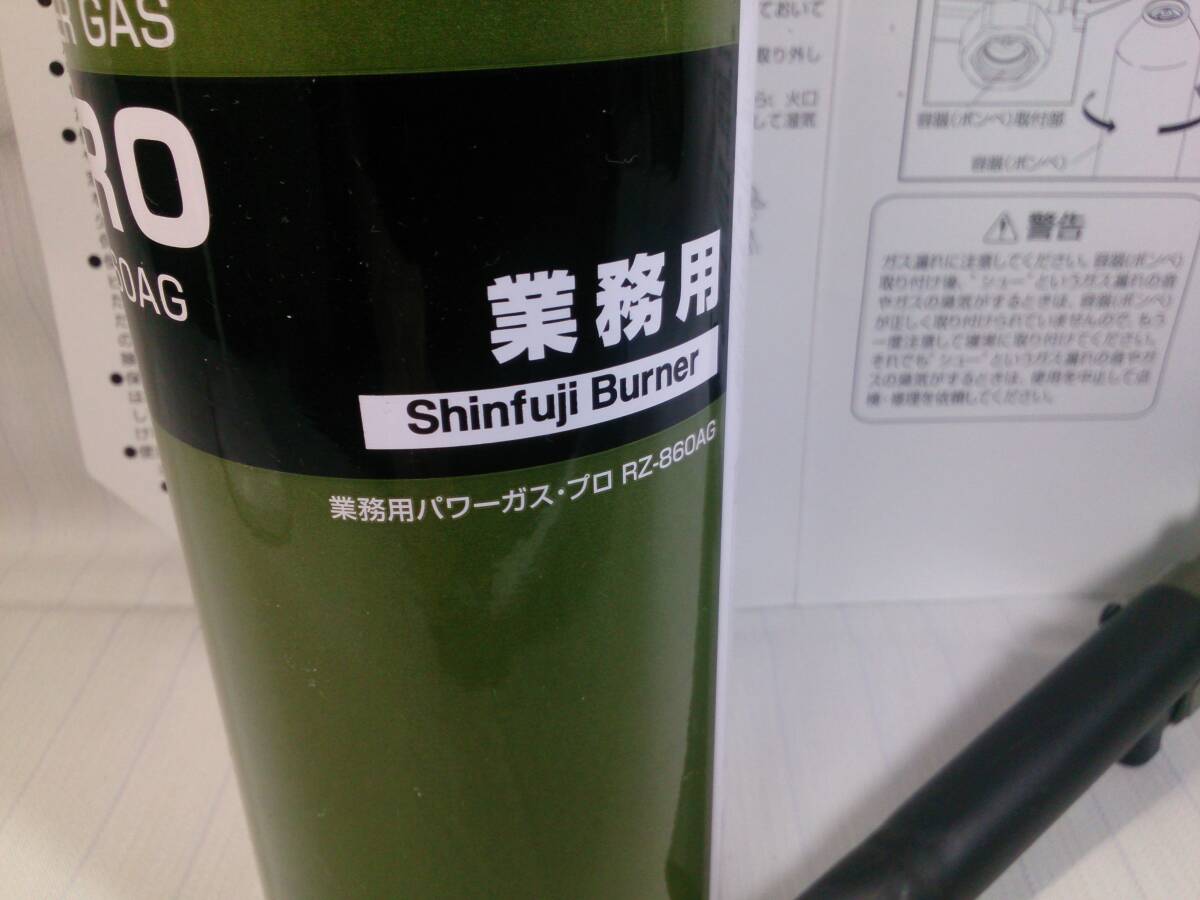 ER GAS
RO
60AG
業務用
Shinfuji Burner
業務用パワーガス・プロ RZ-860AG
ておいて
取り外し
火口
して湿気
容器(ボンベ)取付部
容器(ボンベ)
警告
ガス漏れに注意してください。容器(ボンベ)
取り付け後、“シュー”というガス漏れの音
やガスの臭気がするときは、容器(ボンベ)
が正しく取り付けられていませんので、もう
一度注意して確実に取り付けてください。
それでも“シュー”というガス漏れの音やガ
スの臭気がするときは、使用を中止して点
検・修理を依頼してください。